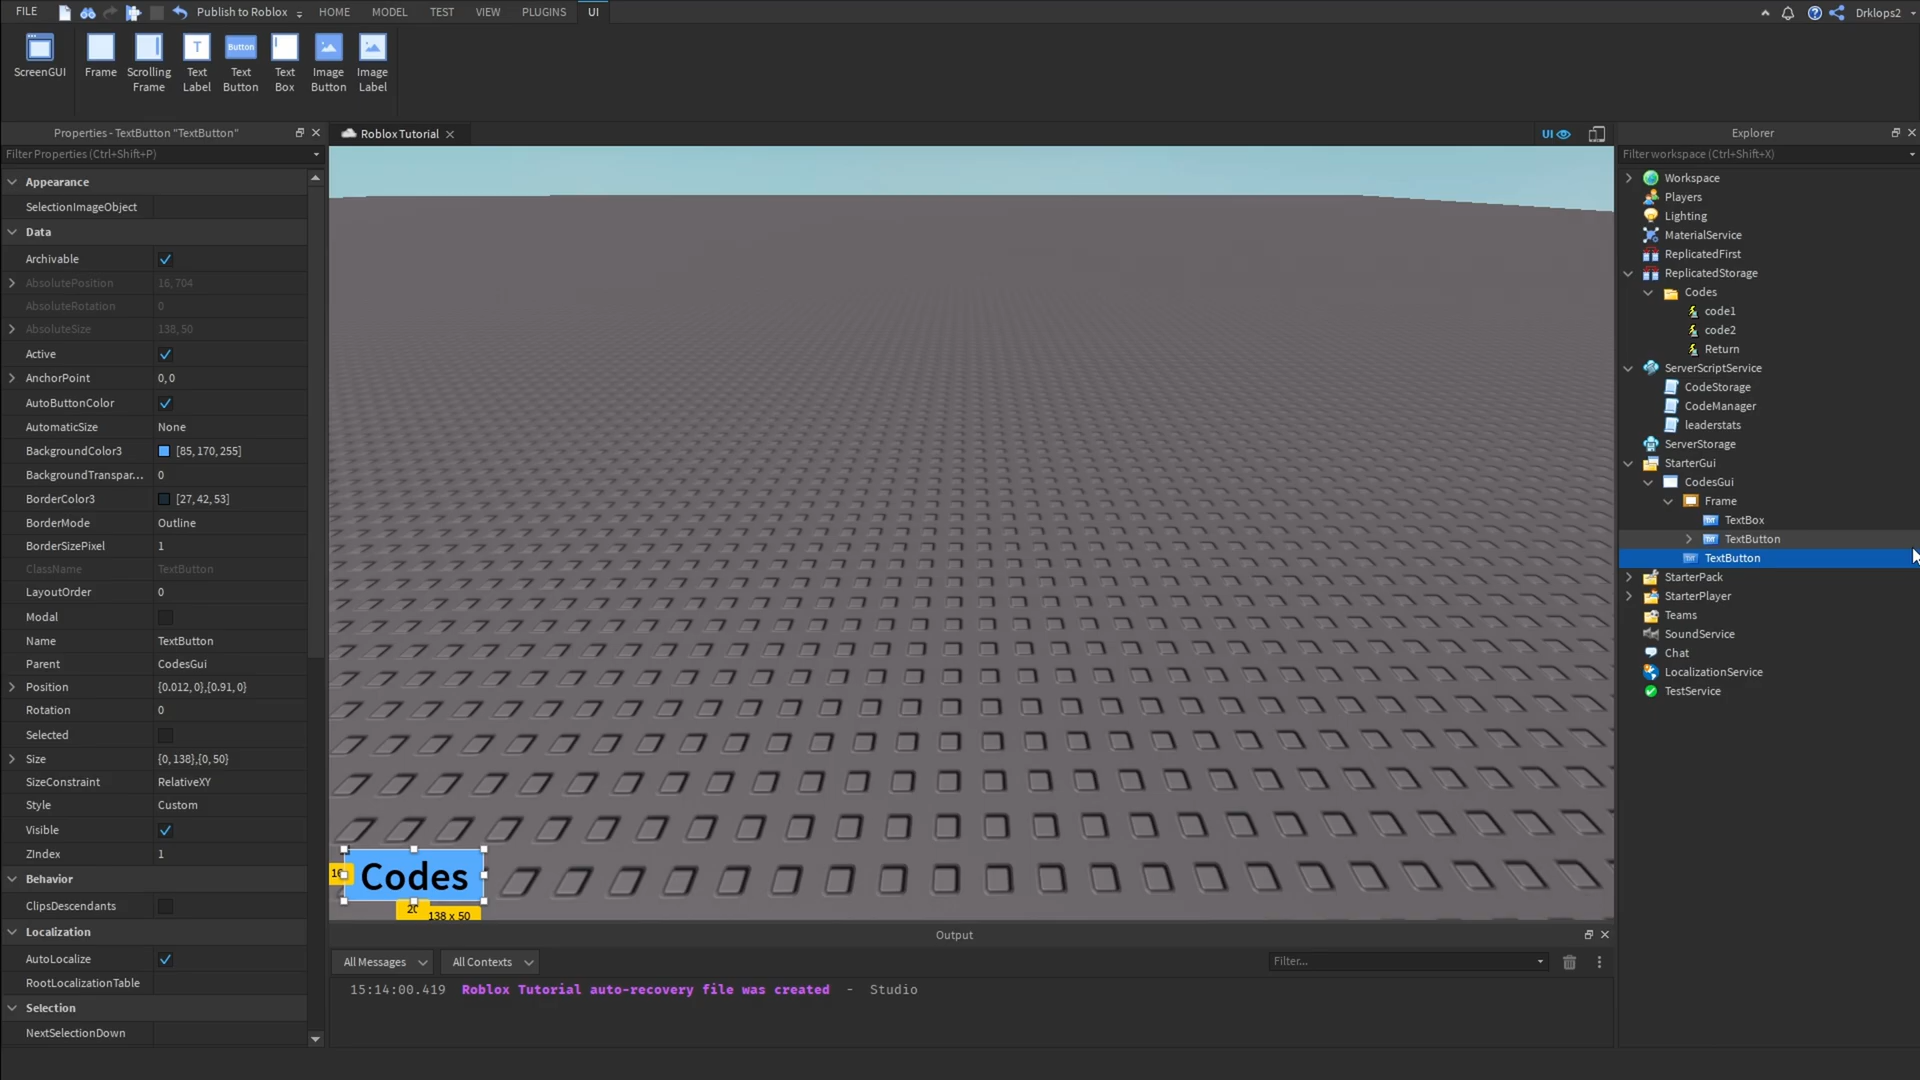 FILE
Publish to Roblox
HOME
MODEL
TEST
VIEW
PLUGINS
UI
Drklops2
ScreenGUI
Frame
Scrolling Frame
Text Label
Button
Text Button
Text Box
Image Button
Image Label
Properties - TextButton "TextButton"
Filter Properties (Ctrl+Shift+P)
Appearance
SelectionImageObject
Data
Archivable
AbsolutePosition 16, 704
AbsoluteRotation 0
AbsoluteSize 138, 50
Active
AnchorPoint 0, 0
AutoButtonColor
AutomaticSize None
BackgroundColor3 [85, 170, 255]
BackgroundTranspar... 0
BorderColor3 [27, 42, 53]
BorderMode Outline
BorderSizePixel 1
ClassName TextButton
LayoutOrder 0
Modal
Name TextButton
Parent CodesGui
Position {0.012, 0},{0.91, 0}
Rotation 0
Selected
Size {0, 138},{0, 50}
SizeConstraint RelativeXY
Style Custom
Visible
ZIndex 1
Behavior
ClipsDescendants
Localization
AutoLocalize
RootLocalizationTable
Selection
NextSelectionDown
Roblox Tutorial
UI
Codes
16
20
138 x 50
Output
All Messages
All Contexts
Filter...
15:14:00.419 Roblox Tutorial auto-recovery file was created - Studio
Explorer
Filter workspace (Ctrl+Shift+X)
Workspace
Players
Lighting
MaterialService
ReplicatedFirst
ReplicatedStorage
Codes
code1
code2
Return
ServerScriptService
CodeStorage
CodeManager
leaderstats
ServerStorage
StarterGui
CodesGui
Frame
TextBox
TextButton
TextButton
StarterPack
StarterPlayer
Teams
SoundService
Chat
LocalizationService
TestService